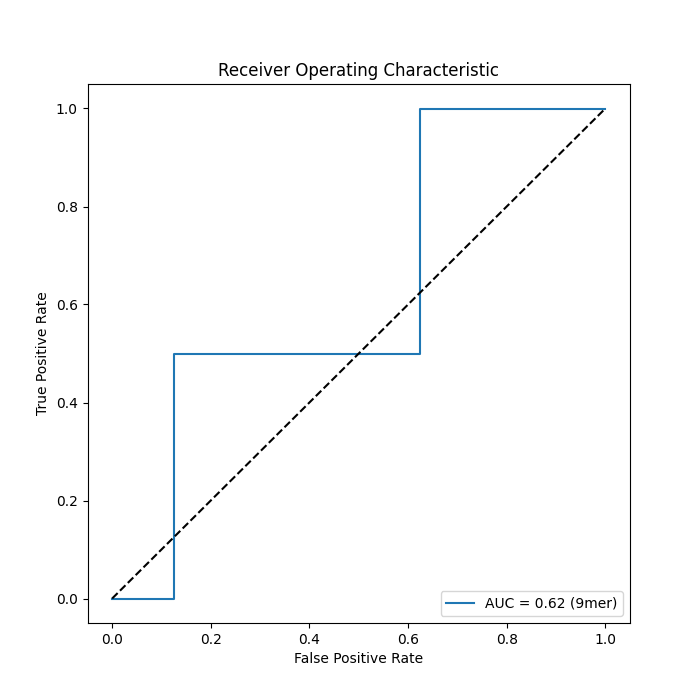 Receiver Operating Characteristic
True Positive Rate
1.0
0.8
0.6
0.4
0.2
0.0
AUC = 0.62 (9mer)
0.0 0.2 0.4 0.6 0.8 1.0
False Positive Rate